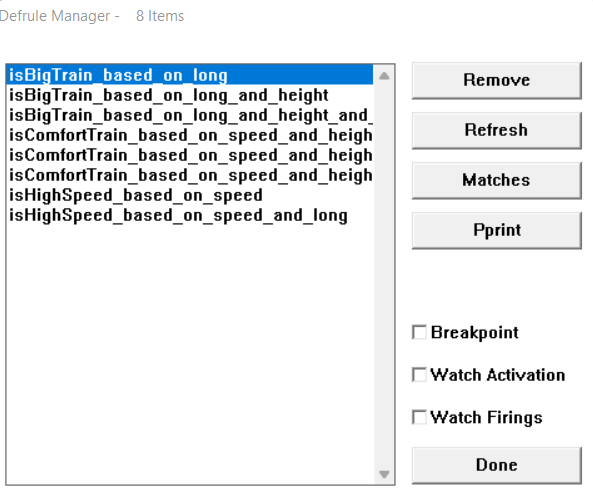 Defrule Manager - 8 Items
isBigTrain_based_on_long
isBigTrain_based_on_long_and_height
isBigTrain_based_on_long_and_height_and_
isComfortTrain_based_on_speed_and_heigh
isComfortTrain_based_on_speed_and_heigh
isComfortTrain_based_on_speed_and_heigh
isHighSpeed_based_on_speed
isHighSpeed_based_on_speed_and_long
Remove
Refresh
Matches
Pprint
Breakpoint
Watch Activation
Watch Firings
Done